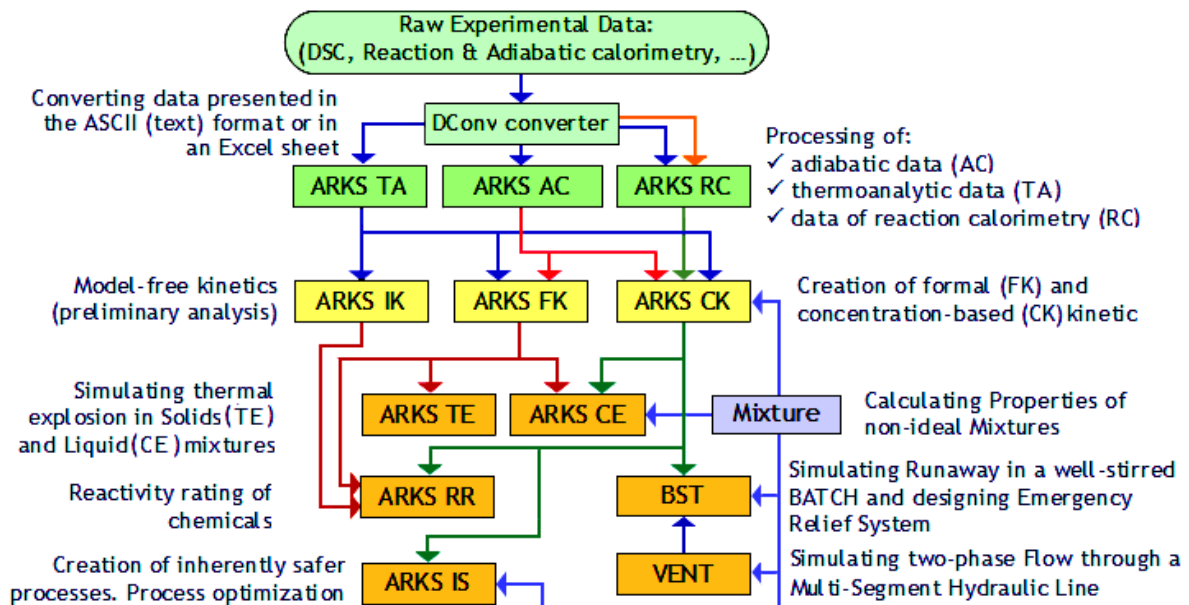 Raw Experimental Data:
(DSC, Reaction & Adiabatic calorimetry, ...)
Converting data presented in
the ASCII (text) format or in
an Excel sheet
DConv converter
Processing of:
✓ adiabatic data (AC)
✓ thermoanalytic data (TA)
✓ data of reaction calorimetry (RC)
ARKS TA
ARKS AC
ARKS RC
Model-free kinetics
(preliminary analysis)
ARKS IK
ARKS FK
ARKS CK
Creation of formal (FK) and
concentration-based (CK) kinetic
Simulating thermal
explosion in Solids(TE)
and Liquid(CE) mixtures
ARKS TE
ARKS CE
Mixture
Calculating Properties of
non-ideal Mixtures
Reactivity rating of
chemicals
ARKS RR
BST
Simulating Runaway in a well-stirred
BATCH and designing Emergency
Relief System
Creation of inherently safer
processes. Process optimization
ARKS IS
VENT
Simulating two-phase Flow through a
Multi-Segment Hydraulic Line